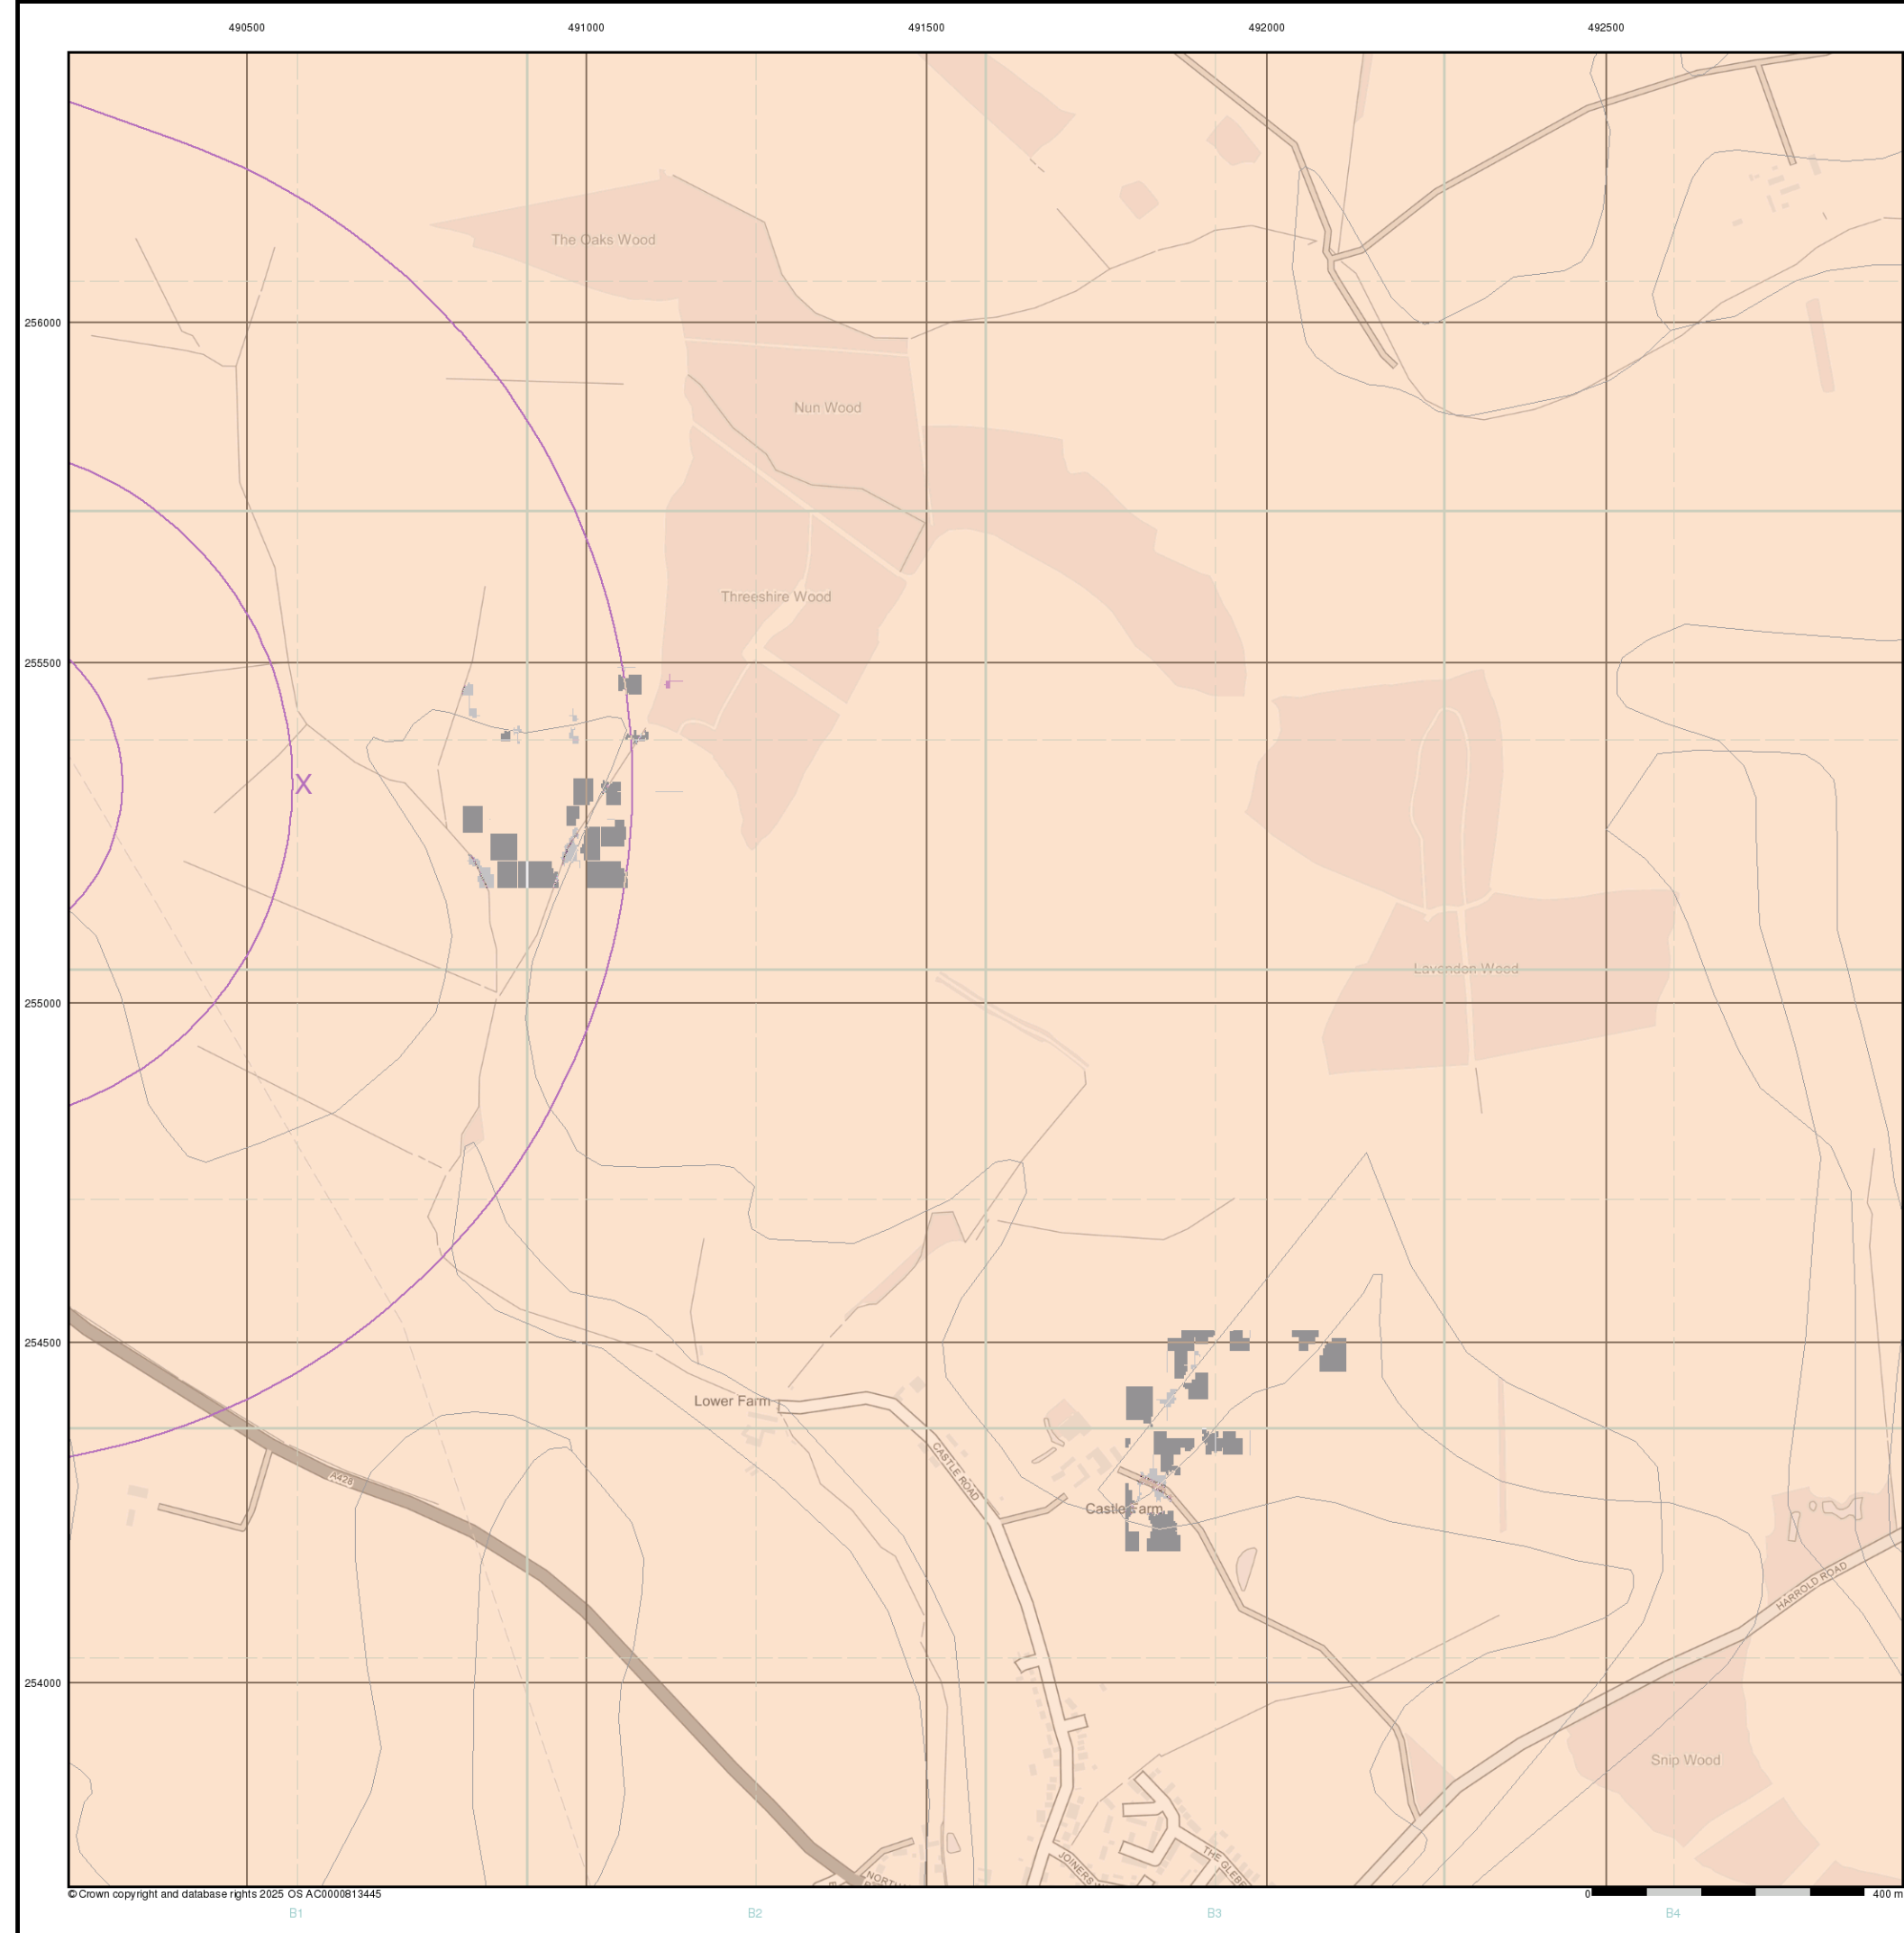 490500 491000 491500 492000 492500
The Oaks Wood
256000
Nun Wood
Threeshire Wood
255500
X
Lavendon Wood
255000
254500
Lower Farm
CASTLE ROAD
A428
Castle Farm
HARROLD ROAD
254000
Snip Wood
JOINERS
THE GLEBE
NORTH
©Crown copyright and database rights 2025 OS AC0000813445
0 400 m
B1 B2 B3 B4